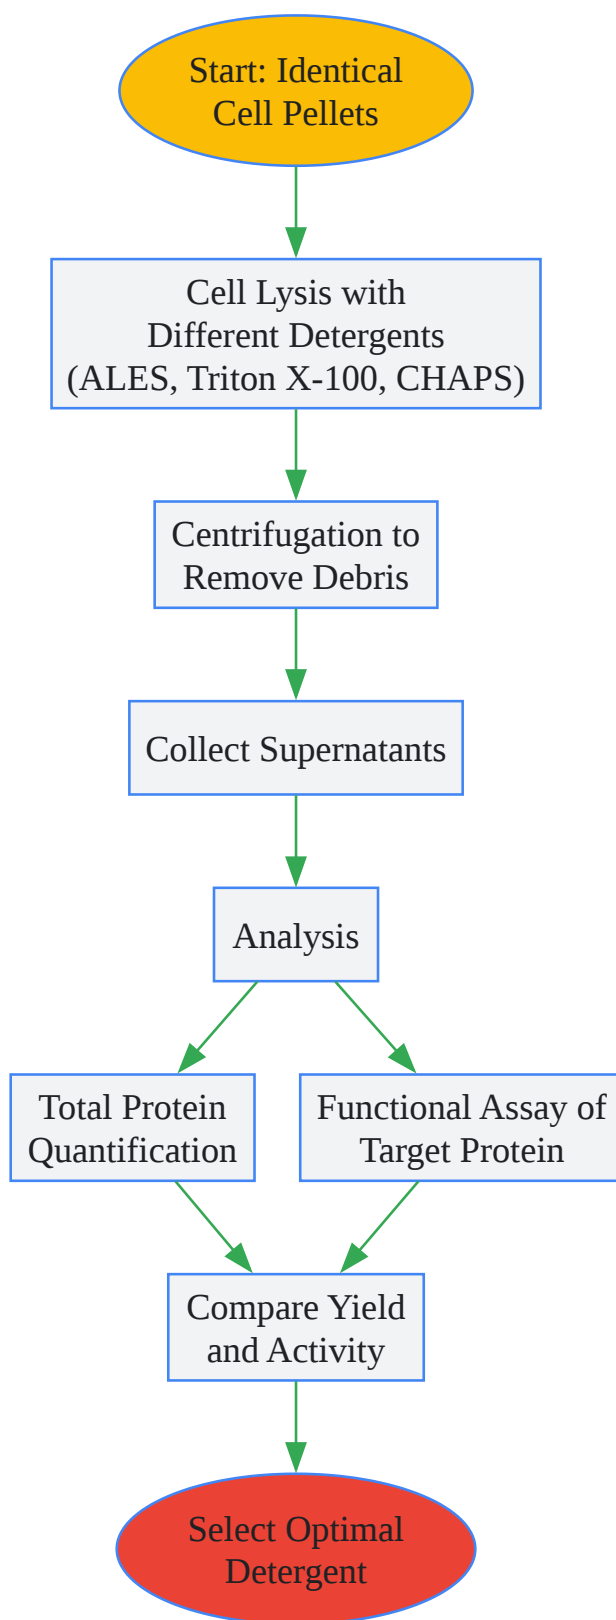 Start: Identical
Cell Pellets
Cell Lysis with
Different Detergents
(ALES, Triton X-100, CHAPS)
Centrifugation to
Remove Debris
Collect Supernatants
Analysis
Total Protein
Quantification
Functional Assay of
Target Protein
Compare Yield
and Activity
Select Optimal
Detergent